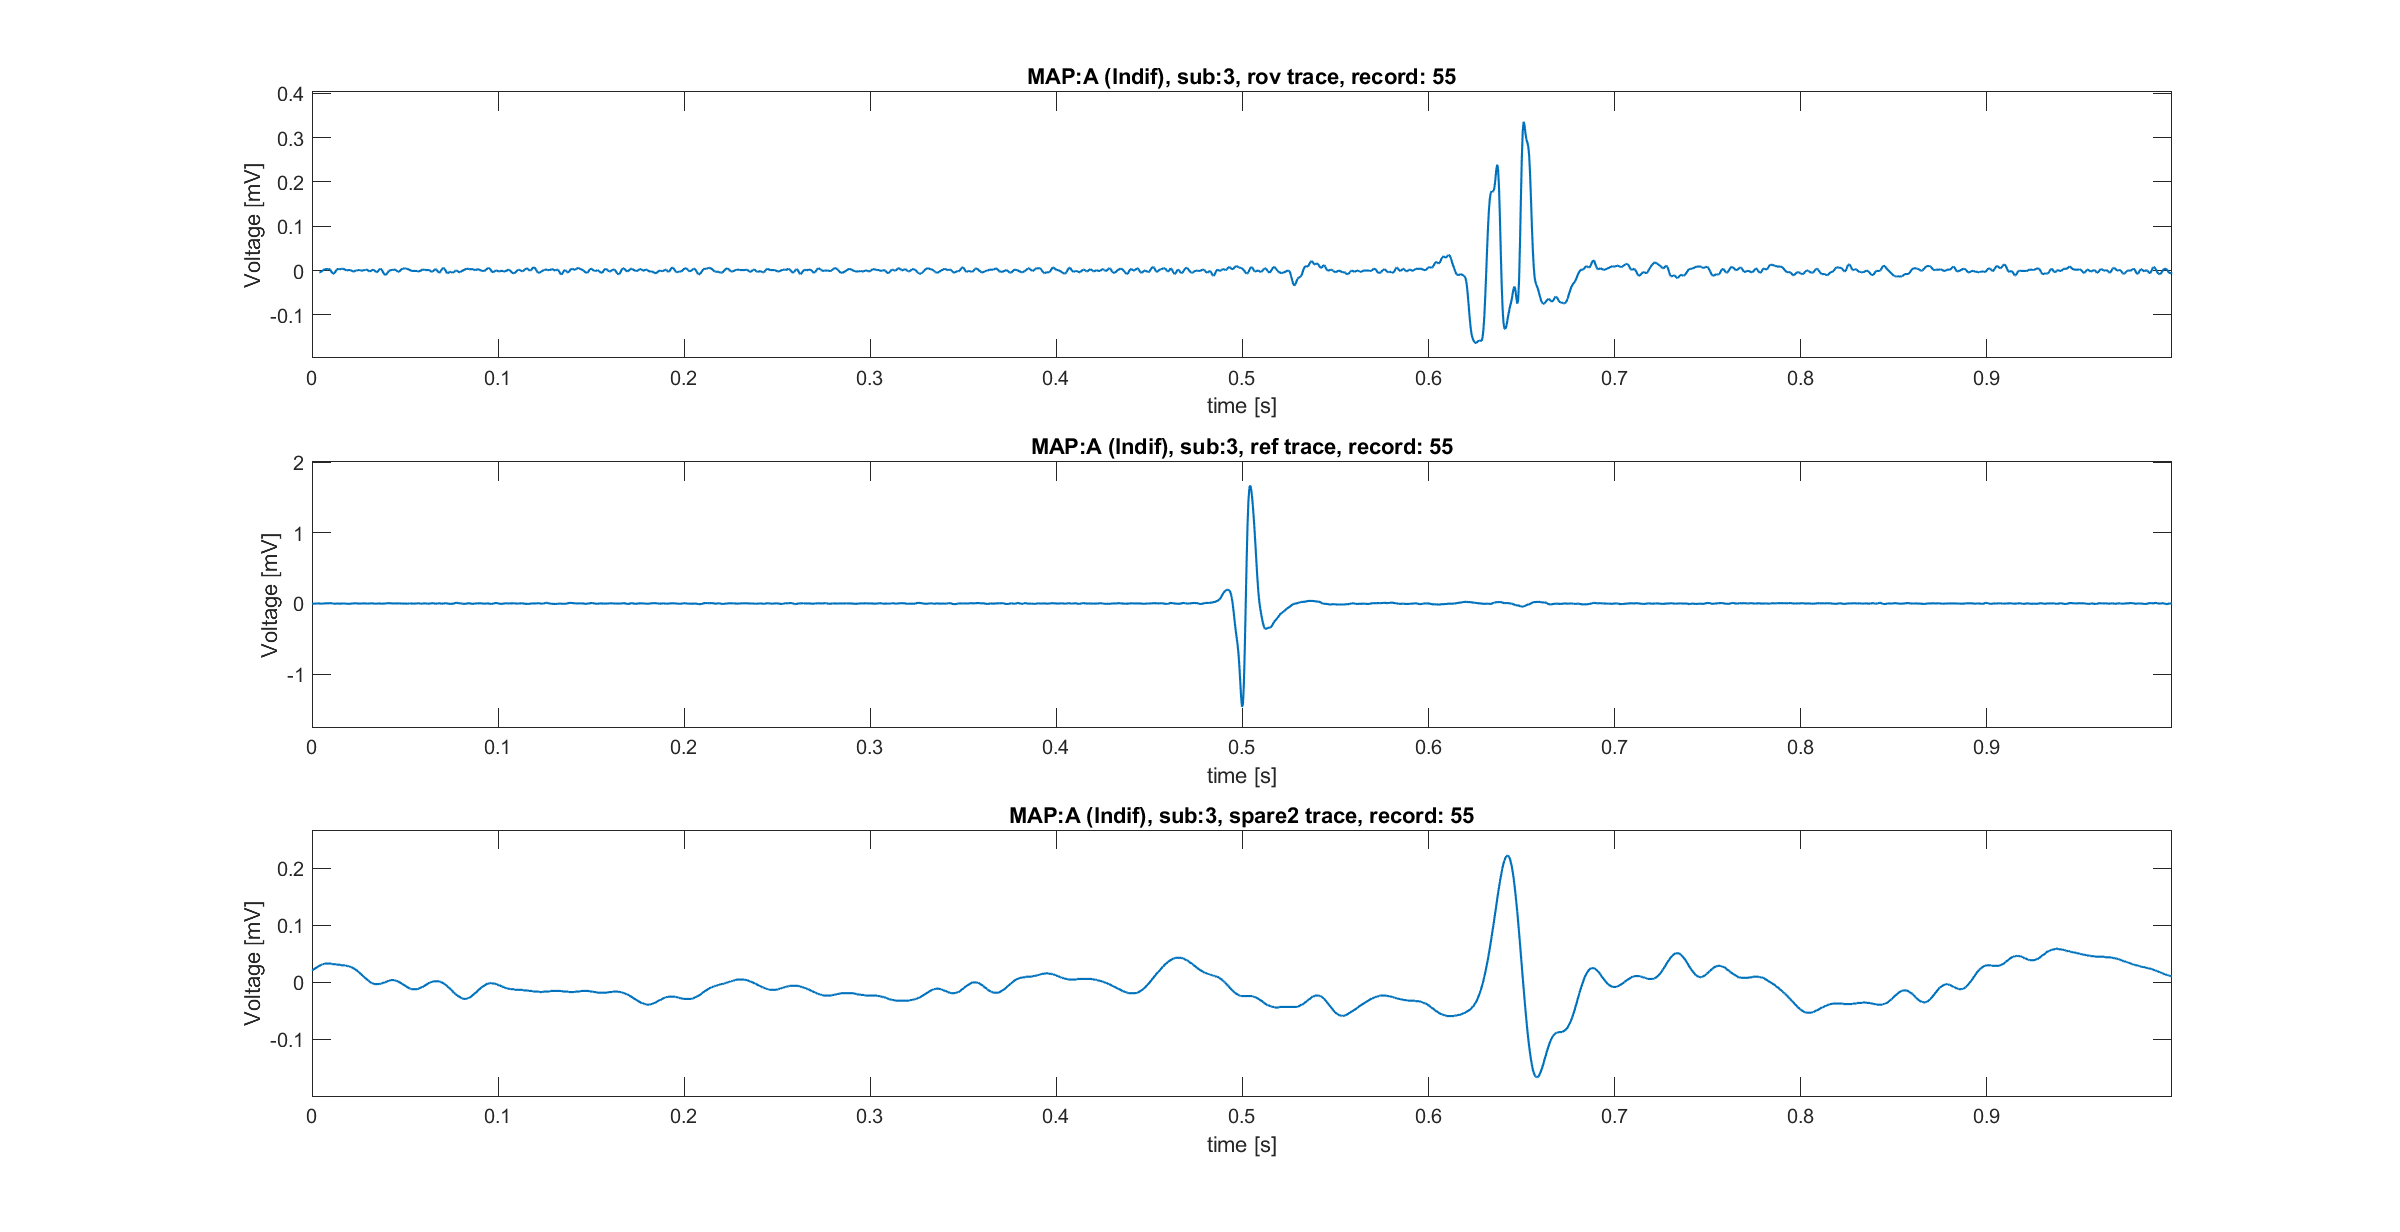 MAP:A (Indif), sub:3, rov trace, record: 55
0.4
0.3
0.2
0.1
0
-0.1
Voltage [mV]
0 0.1 0.2 0.3 0.4 0.5 0.6 0.7 0.8 0.9
time [s]
MAP:A (Indif), sub:3, ref trace, record: 55
2
1
0
-1
Voltage [mV]
0 0.1 0.2 0.3 0.4 0.5 0.6 0.7 0.8 0.9
time [s]
MAP:A (Indif), sub:3, spare2 trace, record: 55
0.2
0.1
0
-0.1
Voltage [mV]
0 0.1 0.2 0.3 0.4 0.5 0.6 0.7 0.8 0.9
time [s]